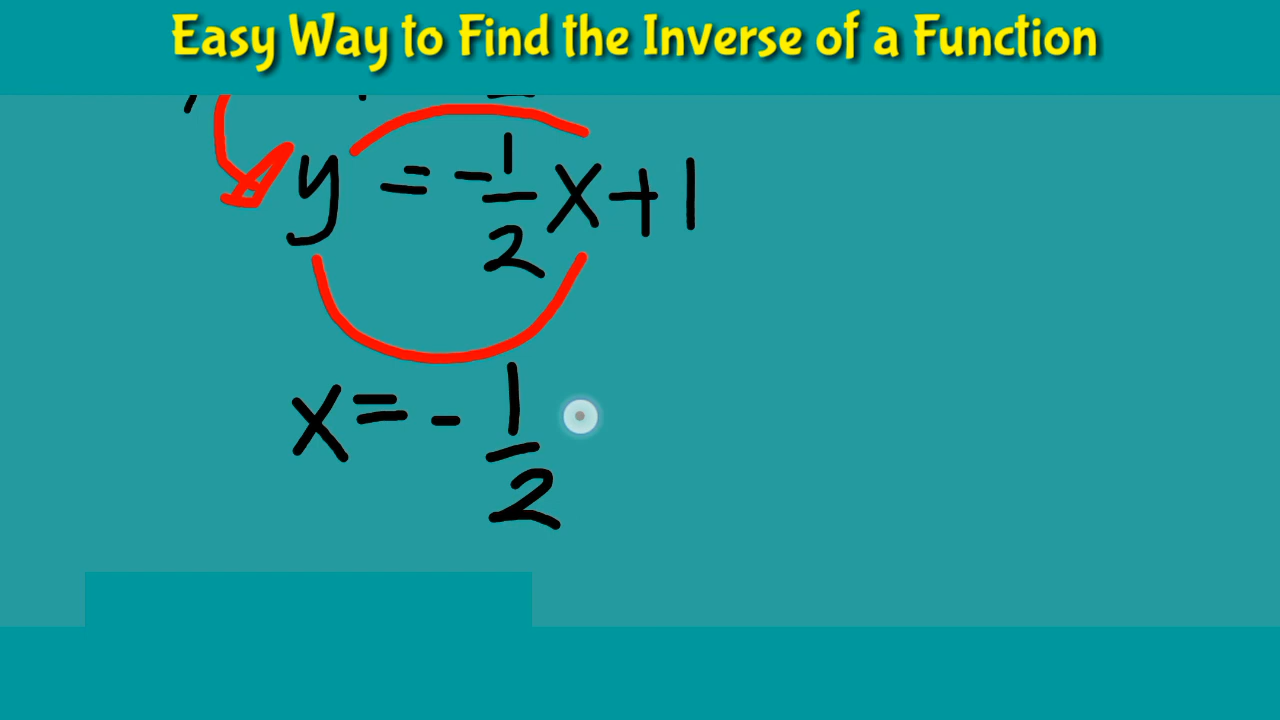 Easy Way to Find the Inverse of a Function
y = -1/2 x + 1
x = - 1/2